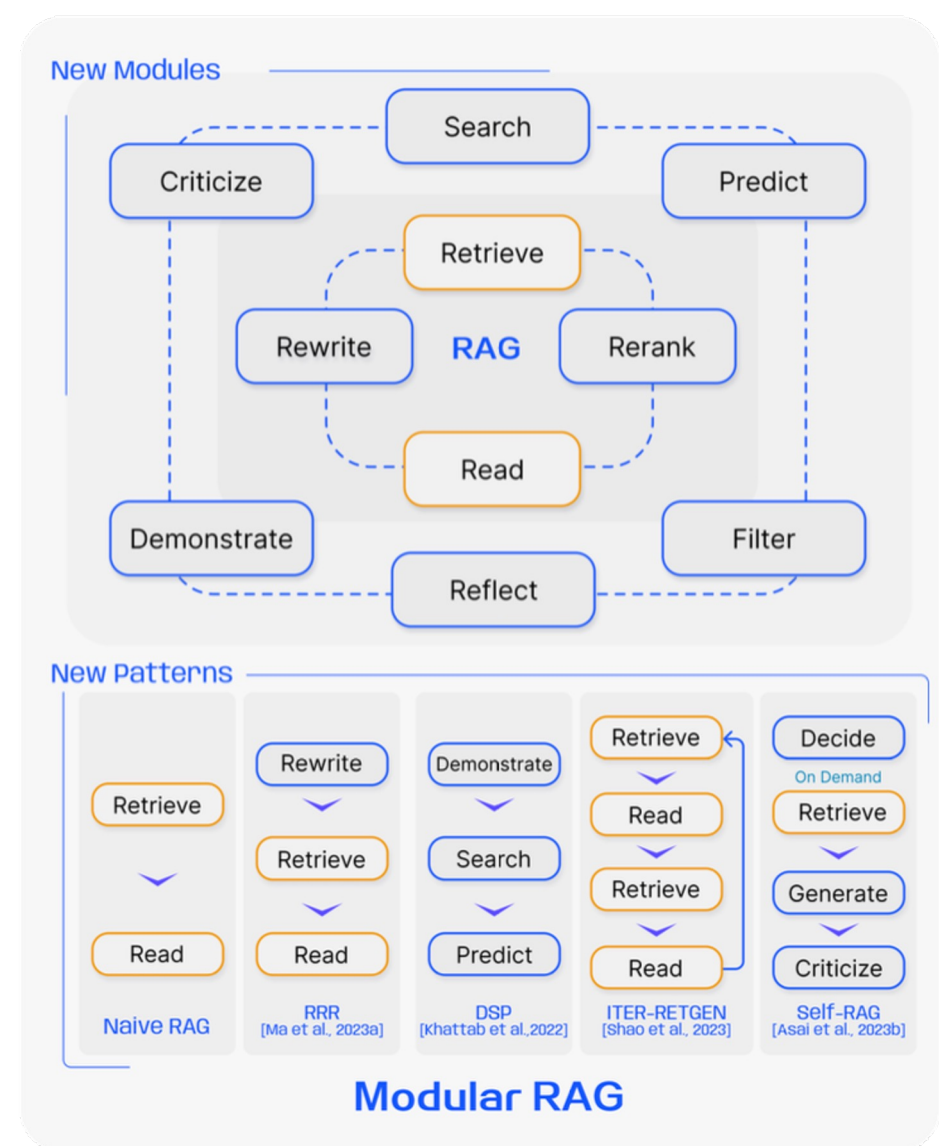 New Modules
Search
Criticize
Predict
Retrieve
Rewrite
RAG
Rerank
Read
Demonstrate
Filter
Reflect
New Patterns
Retrieve
Read
Naive RAG
Rewrite
Retrieve
Read
RRR
[Ma et al., 2023a]
Demonstrate
Search
Predict
DSP
[Khattab et al.,2022]
Retrieve
Read
Retrieve
Read
ITER-RETGEN
[Shao et al., 2023]
Decide
On Demand
Retrieve
Generate
Criticize
Self-RAG
[Asai et al., 2023b]
Modular RAG